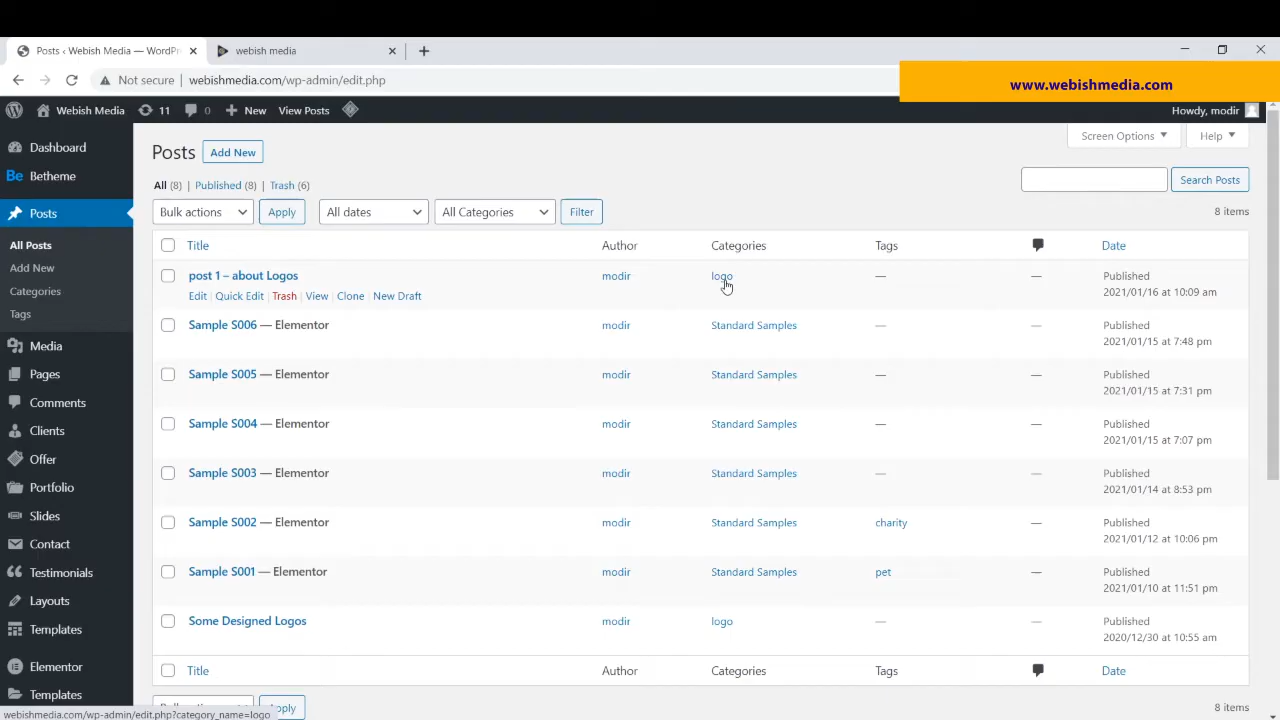 Posts ‹ Webish Media — WordPr
webish media
Not secure | webishmedia.com/wp-admin/edit.php
www.webishmedia.com
Webish Media 11 0 New View Posts
Howdy, modir
Dashboard
Betheme
Posts
All Posts
Add New
Categories
Tags
Media
Pages
Comments
Clients
Offer
Portfolio
Slides
Contact
Testimonials
Layouts
Templates
Elementor
Templates
Screen Options Help
Posts Add New
All (8) | Published (8) | Trash (6)
Search Posts
Bulk actions Apply All dates All Categories Filter
8 items
Title Author Categories Tags Date
post 1 – about Logos modir logo — — Published
Edit | Quick Edit | Trash | View | Clone | New Draft 2021/01/16 at 10:09 am
Sample S006 — Elementor modir Standard Samples — — Published
2021/01/15 at 7:48 pm
Sample S005 — Elementor modir Standard Samples — — Published
2021/01/15 at 7:31 pm
Sample S004 — Elementor modir Standard Samples — — Published
2021/01/15 at 7:07 pm
Sample S003 — Elementor modir Standard Samples — — Published
2021/01/14 at 8:53 pm
Sample S002 — Elementor modir Standard Samples charity — Published
2021/01/12 at 10:06 pm
Sample S001 — Elementor modir Standard Samples pet — Published
2021/01/10 at 11:51 pm
Some Designed Logos modir logo — — Published
2020/12/30 at 10:55 am
Title Author Categories Tags Date
Apply
8 items
webishmedia.com/wp-admin/edit.php?category_name=logo